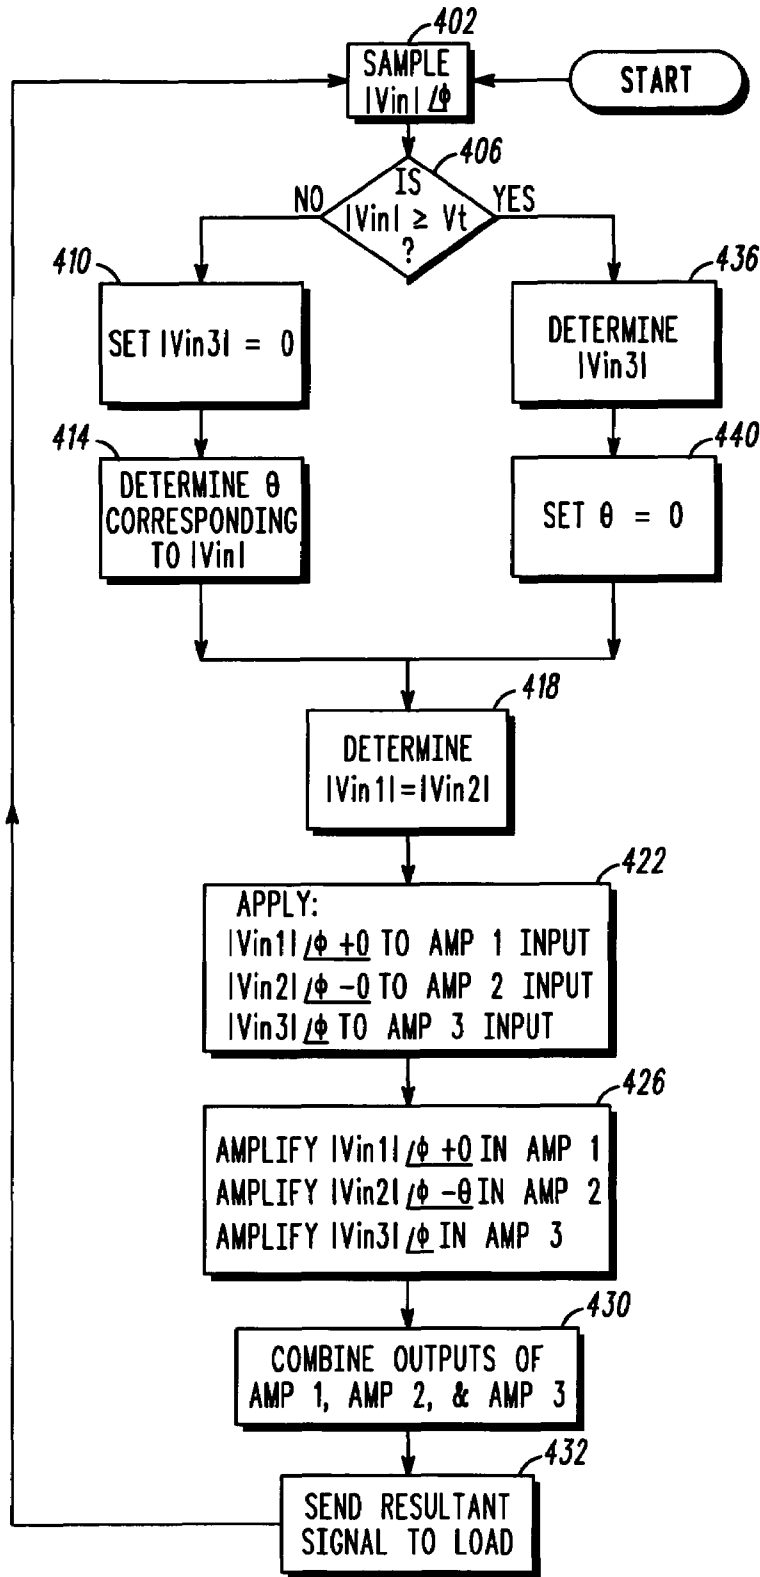 402
SAMPLE
|Vin| /ϕ
START
406
IS
|Vin| ≥ Vt
?
NO
YES
410
SET |Vin3| = 0
436
DETERMINE
|Vin3|
414
DETERMINE θ
CORRESPONDING
TO |Vin|
440
SET θ = 0
418
DETERMINE
|Vin1|=|Vin2|
422
APPLY:
|Vin1| /ϕ +0 TO AMP 1 INPUT
|Vin2| /ϕ -0 TO AMP 2 INPUT
|Vin3| /ϕ TO AMP 3 INPUT
426
AMPLIFY |Vin1| /ϕ +0 IN AMP 1
AMPLIFY |Vin2| /ϕ -θ IN AMP 2
AMPLIFY |Vin3| /ϕ IN AMP 3
430
COMBINE OUTPUTS OF
AMP 1, AMP 2, & AMP 3
432
SEND RESULTANT
SIGNAL TO LOAD